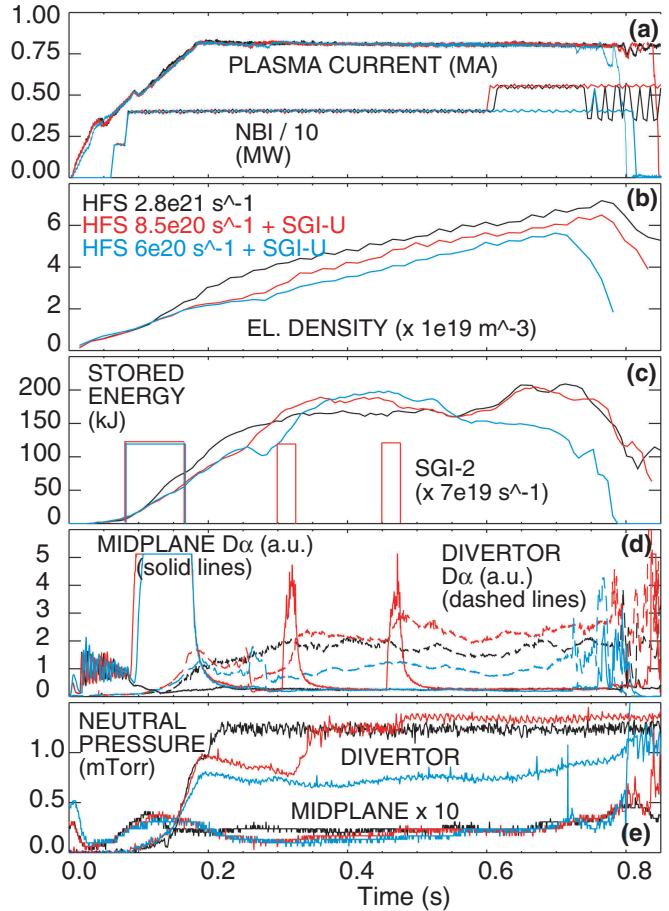 1.00
(a)
0.75
PLASMA CURRENT (MA)
0.50
NBI / 10
(MW)
0.25
0.00
(b)
HFS 2.8e21 s^-1
HFS 8.5e20 s^-1 + SGI-U
HFS 6e20 s^-1 + SGI-U
6
4
2
EL. DENSITY (x 1e19 m^-3)
0
(c)
STORED
ENERGY
(kJ)
200
150
100
SGI-2
(x 7e19 s^-1)
50
0
(d)
MIDPLANE Dα (a.u.)
(solid lines)
DIVERTOR
Dα (a.u.)
(dashed lines)
5
4
3
2
1
0
NEUTRAL
PRESSURE
(mTorr)
DIVERTOR
1.0
0.5
MIDPLANE x 10
(e)
0.0
0.0
0.2
0.4
0.6
0.8
Time (s)